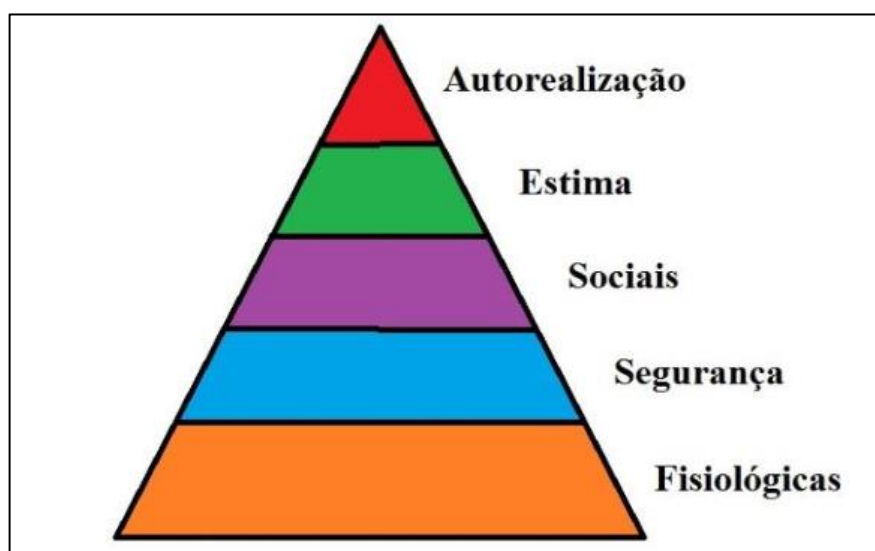 Autorealização
Estima
Sociais
Segurança
Fisiológicas